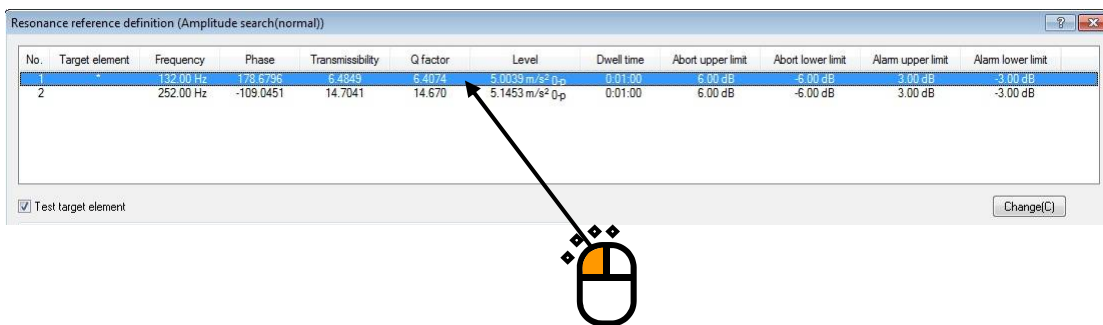 Resonance reference definition (Amplitude search(normal))
No. Target element Frequency Phase Transmissibility Q factor Level Dwell time Abort upper limit Abort lower limit Alarm upper limit Alarm lower limit
1 * 132.00 Hz 178.6796 6.4849 6.4074 5.0039 m/s² 0-p 0:01:00 6.00 dB -6.00 dB 3.00 dB -3.00 dB
2 252.00 Hz -109.0451 14.7041 14.670 5.1453 m/s² 0-p 0:01:00 6.00 dB -6.00 dB 3.00 dB -3.00 dB
Test target element Change(C)